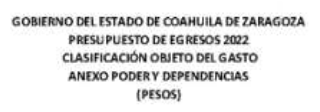 GOBIERNO DEL ESTADO DE COAHUILA DE ZARAGOZA
PRESUPUESTO DE EGRESOS 2022
CLASIFICACIÓN OBJETO DEL GASTO
ANEXO PODER Y DEPENDENCIAS
(PESOS)